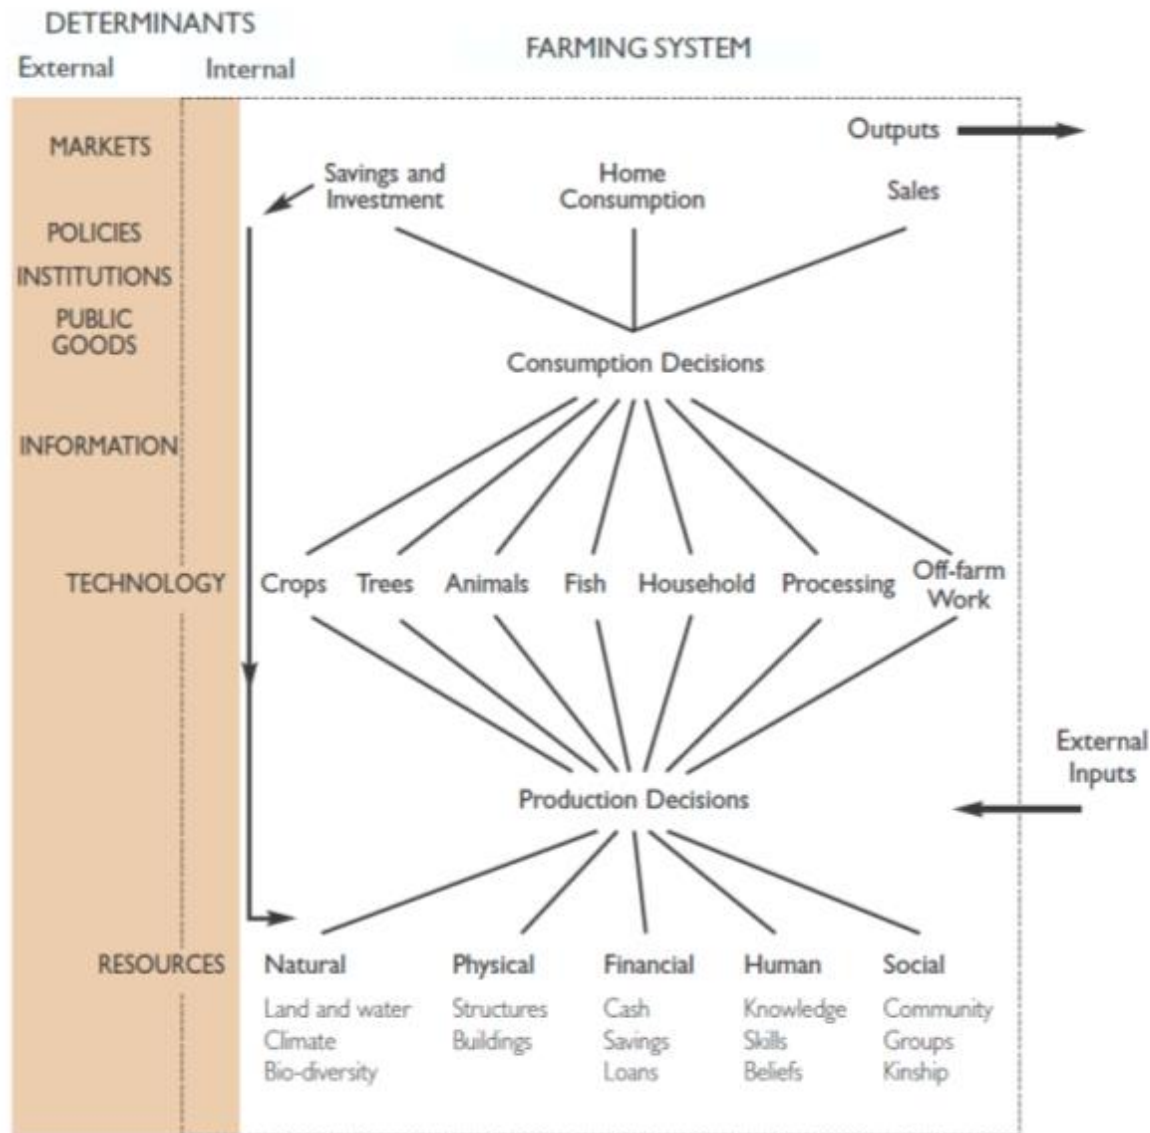 DETERMINANTS
External
Internal
FARMING SYSTEM
MARKETS
POLICIES
INSTITUTIONS
PUBLIC
GOODS
INFORMATION
TECHNOLOGY
RESOURCES
Outputs
Savings and
Investment
Home
Consumption
Sales
Consumption Decisions
Crops
Trees
Animals
Fish
Household
Processing
Off-farm
Work
External
Inputs
Production Decisions
Natural
Land and water
Climate
Bio-diversity
Physical
Structures
Buildings
Financial
Cash
Savings
Loans
Human
Knowledge
Skills
Beliefs
Social
Community
Groups
Kinship